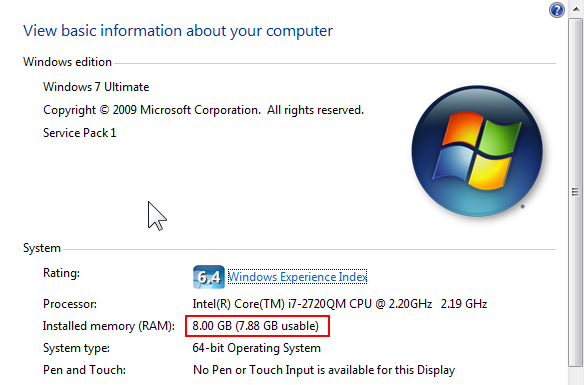 View basic information about your computer
Windows edition
Windows 7 Ultimate
Copyright © 2009 Microsoft Corporation.  All rights reserved.
Service Pack 1
System
Rating:
6.4 Windows Experience Index
Processor: Intel(R) Core(TM) i7-2720QM CPU @ 2.20GHz   2.19 GHz
Installed memory (RAM): 8.00 GB (7.88 GB usable)
System type: 64-bit Operating System
Pen and Touch: No Pen or Touch Input is available for this Display